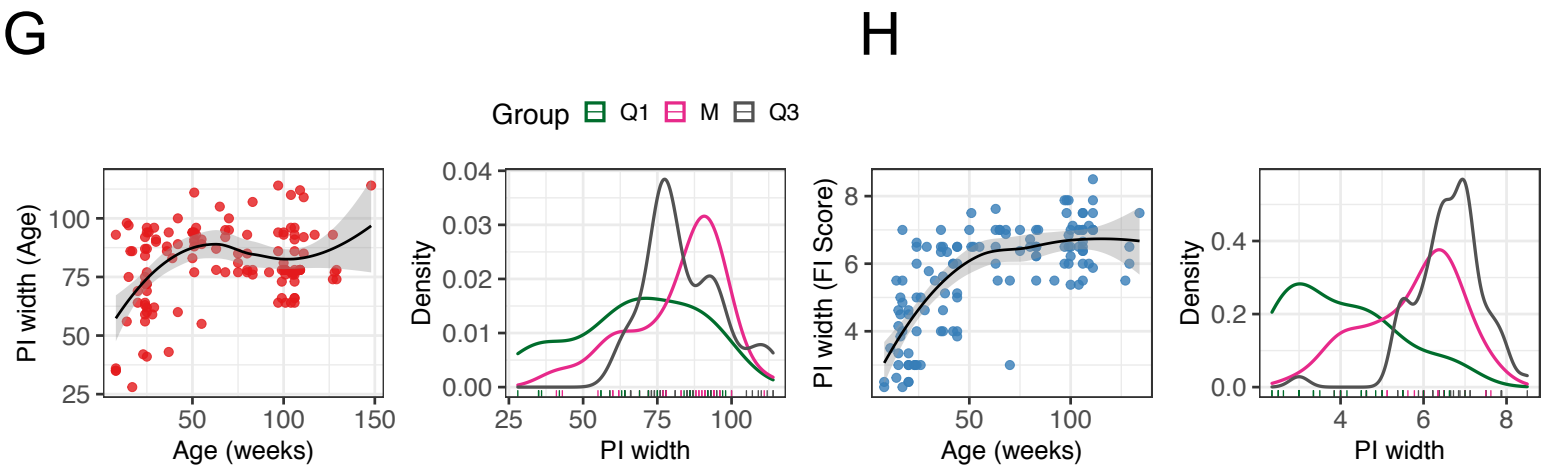 G
H
Group Q1 M Q3
PI width (Age)
100
75
50
25
50 100 150
Age (weeks)
Density
0.04
0.03
0.02
0.01
0.00
25 50 75 100
PI width
PI width (FI Score)
8
6
4
50 100
Age (weeks)
Density
0.4
0.2
0.0
4 6 8
PI width